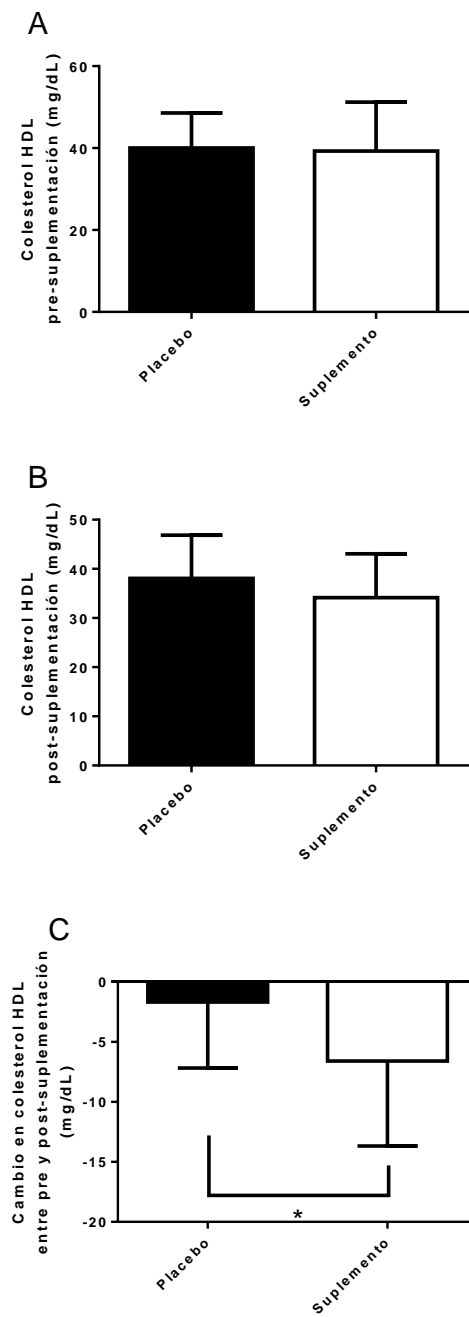 A
Colesterol HDL
pre-suplementación (mg/dL)
60
40
20
0
Placebo
Suplemento
B
Colesterol HDL
post-suplementación (mg/dL)
50
40
30
20
10
0
Placebo
Suplemento
C
Cambio en colesterol HDL
entre pre y post-suplementación
(mg/dL)
0
-5
-10
-15
-20
*
Placebo
Suplemento